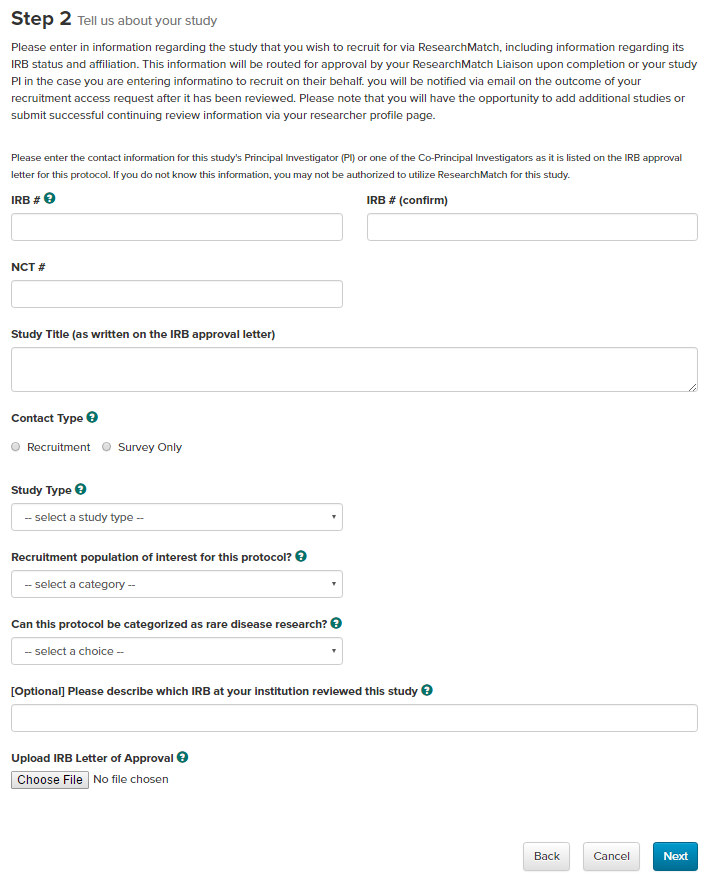 Step 2 Tell us about your study
Please enter in information regarding the study that you wish to recruit for via ResearchMatch, including information regarding its
IRB status and affiliation. This information will be routed for approval by your ResearchMatch Liaison upon completion or your study
PI in the case you are entering informatino to recruit on their behalf. you will be notified via email on the outcome of your
recruitment access request after it has been reviewed. Please note that you will have the opportunity to add additional studies or
submit successful continuing review information via your researcher profile page.
Please enter the contact information for this study's Principal Investigator (PI) or one of the Co-Principal Investigators as it is listed on the IRB approval
letter for this protocol. If you do not know this information, you may not be authorized to utilize ResearchMatch for this study.
IRB # ? IRB # (confirm)
NCT #
Study Title (as written on the IRB approval letter)
Contact Type ?
Recruitment Survey Only
Study Type ?
-- select a study type --
Recruitment population of interest for this protocol? ?
-- select a category --
Can this protocol be categorized as rare disease research? ?
-- select a choice --
[Optional] Please describe which IRB at your institution reviewed this study ?
Upload IRB Letter of Approval ?
Choose File No file chosen
Back Cancel Next